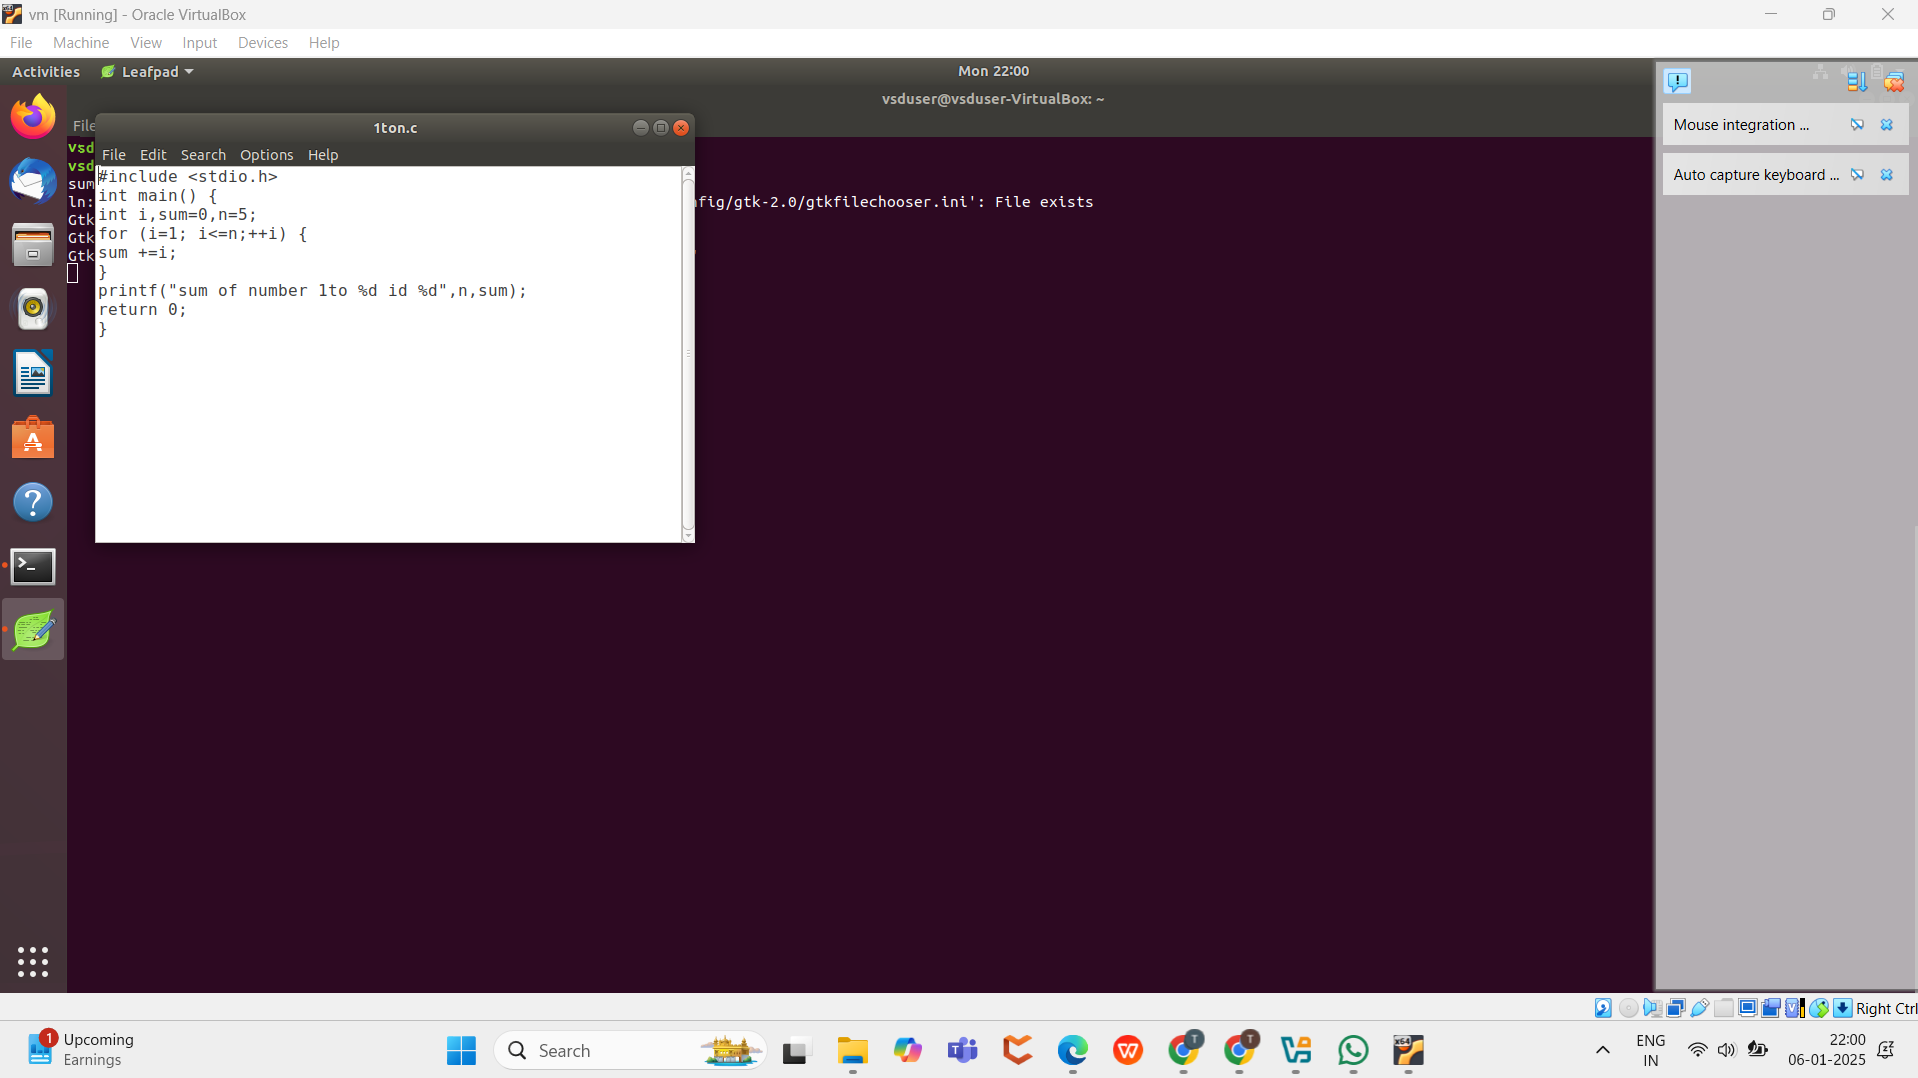 vm [Running] - Oracle VirtualBox
File Machine View Input Devices Help
Activities Leafpad Mon 22:00
vsduser@vsduser-VirtualBox: ~
File
1ton.c
File Edit Search Options Help
#include <stdio.h>
int main() {
int i,sum=0,n=5;
for (i=1; i<=n;++i) {
sum +=i;
}
printf("sum of number 1to %d id %d",n,sum);
return 0;
}
vsd
vsd
sum
ln: nfig/gtk-2.0/gtkfilechooser.ini': File exists
Gtk
Gtk
Gtk
Mouse integration ...
Auto capture keyboard ...
Right Ctrl
1
Upcoming
Earnings
Search
T
T
x64
ENG
IN
22:00
06-01-2025